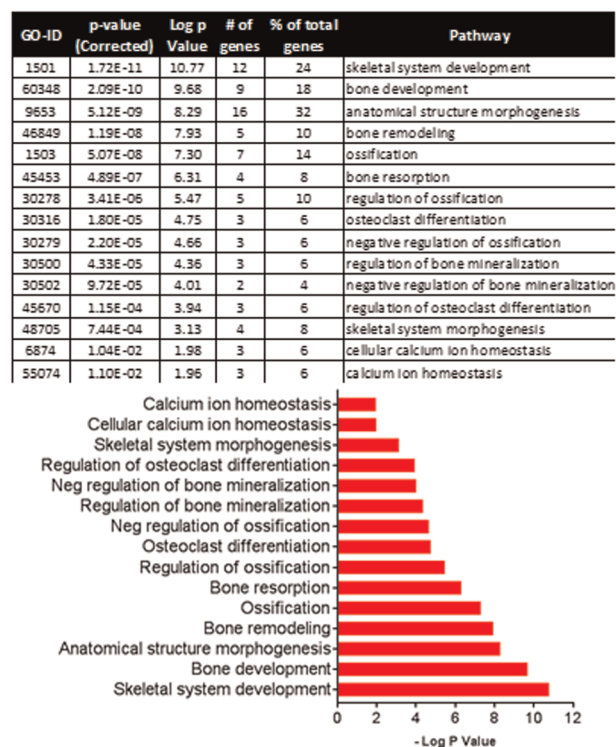 GO-ID p-value (Corrected) Log p Value # of genes % of total genes Pathway
1501 1.72E-11 10.77 12 24 skeletal system development
60348 2.09E-10 9.68 9 18 bone development
9653 5.12E-09 8.29 16 32 anatomical structure morphogenesis
46849 1.19E-08 7.93 5 10 bone remodeling
1503 5.07E-08 7.30 7 14 ossification
45453 4.89E-07 6.31 4 8 bone resorption
30278 3.41E-06 5.47 5 10 regulation of ossification
30316 1.80E-05 4.75 3 6 osteoclast differentiation
30279 2.20E-05 4.66 3 6 negative regulation of ossification
30500 4.33E-05 4.36 3 6 regulation of bone mineralization
30502 9.72E-05 4.01 2 4 negative regulation of bone mineralization
45670 1.15E-04 3.94 3 6 regulation of osteoclast differentiation
48705 7.44E-04 3.13 4 8 skeletal system morphogenesis
6874 1.04E-02 1.98 3 6 cellular calcium ion homeostasis
55074 1.10E-02 1.96 3 6 calcium ion homeostasis
Calcium ion homeostasis
Cellular calcium ion homeostasis
Skeletal system morphogenesis
Regulation of osteoclast differentiation
Neg regulation of bone mineralization
Regulation of bone mineralization
Neg regulation of ossification
Osteoclast differentiation
Regulation of ossification
Bone resorption
Ossification
Bone remodeling
Anatomical structure morphogenesis
Bone development
Skeletal system development
0 2 4 6 8 10 12
- Log P Value